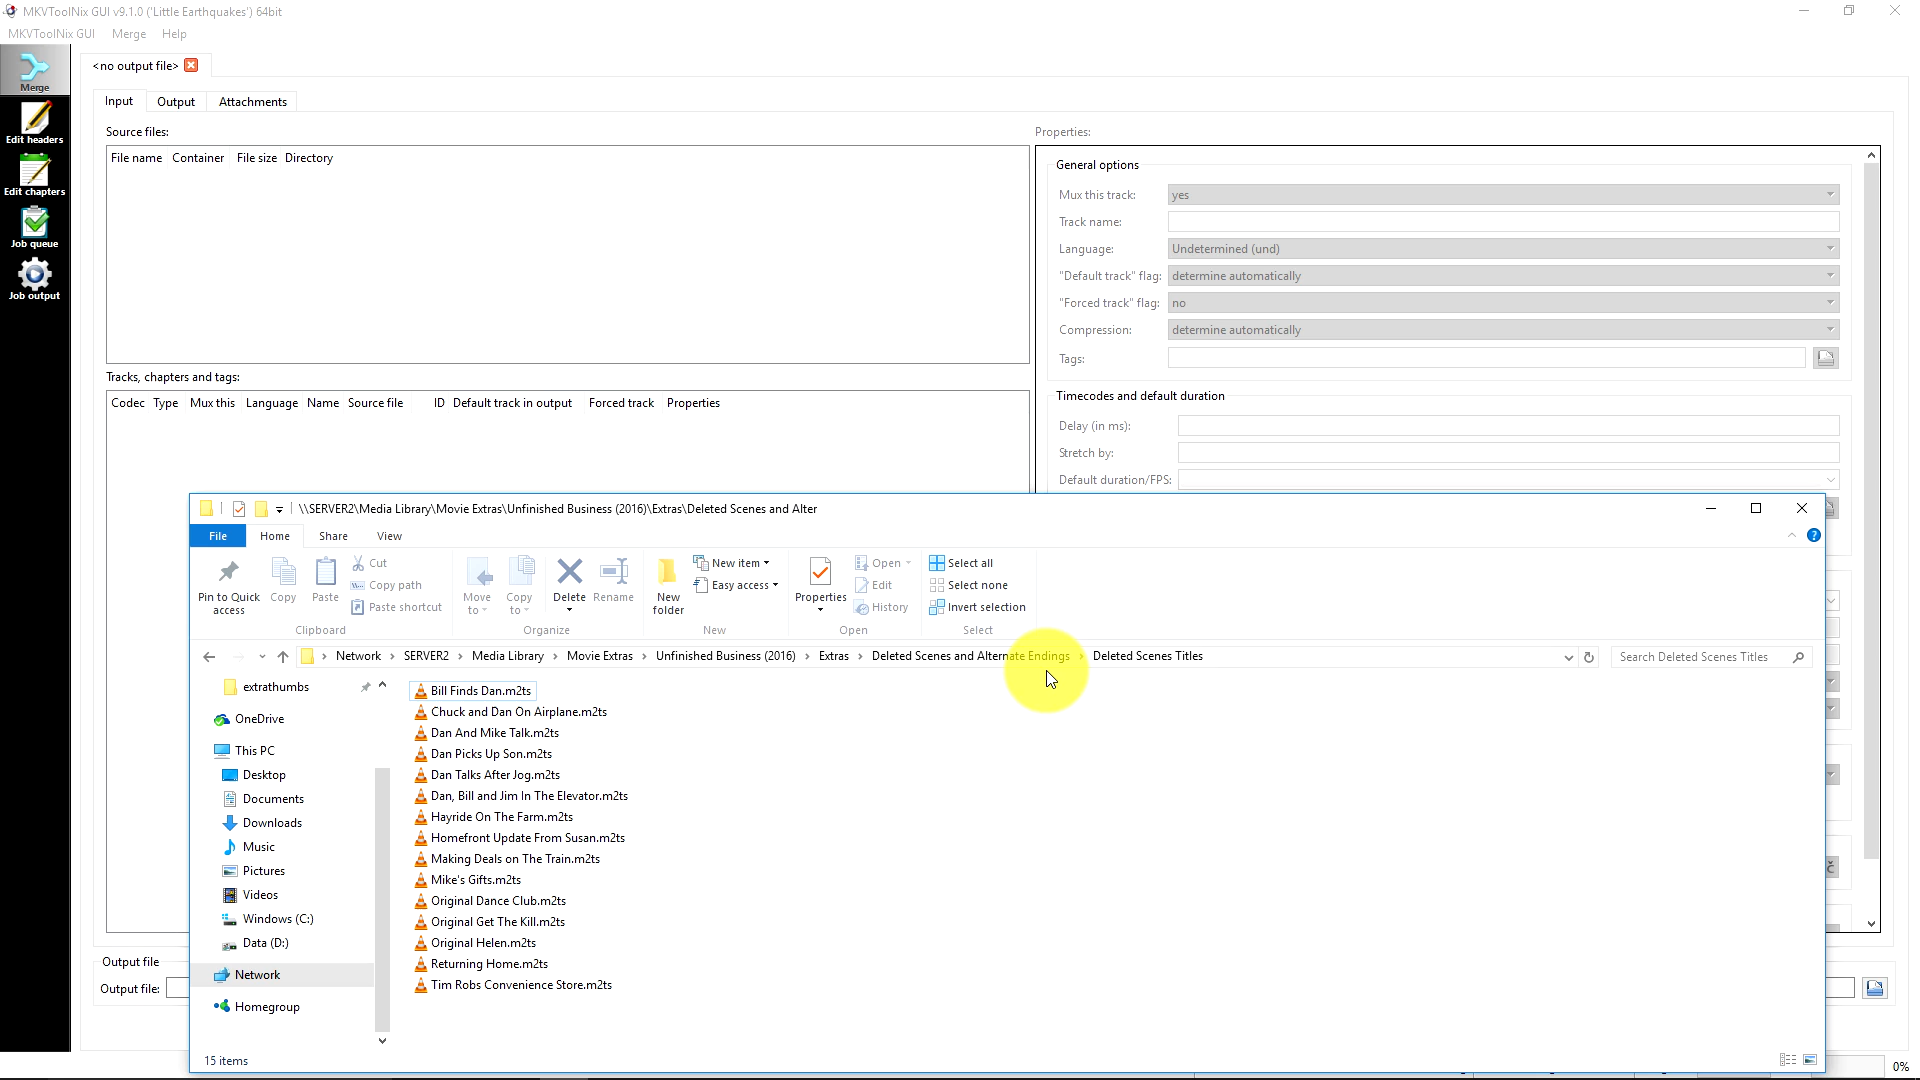 MKVToolNix GUI v9.1.0 ('Little Earthquakes') 64bit
MKVToolNix GUI Merge Help
Merge
Edit headers
Edit chapters
Job queue
Job output
<no output file>
Input Output Attachments
Source files:
File name Container File size Directory
Tracks, chapters and tags:
Codec Type Mux this Language Name Source file ID Default track in output Forced track Properties
Properties:
General options
Mux this track: yes
Track name:
Language: Undetermined (und)
"Default track" flag: determine automatically
"Forced track" flag: no
Compression: determine automatically
Tags:
Timecodes and default duration
Delay (in ms):
Stretch by:
Default duration/FPS:
\\SERVER2\Media Library\Movie Extras\Unfinished Business (2016)\Extras\Deleted Scenes and Alter
File Home Share View
Pin to Quick access
Copy
Paste
Cut
Copy path
Paste shortcut
Clipboard
Move to
Copy to
Delete
Rename
Organize
New folder
New item
Easy access
New
Properties
Open
Edit
History
Open
Select all
Select none
Invert selection
Select
Network > SERVER2 > Media Library > Movie Extras > Unfinished Business (2016) > Extras > Deleted Scenes and Alternate Endings > Deleted Scenes Titles
Search Deleted Scenes Titles
extrathumbs
OneDrive
This PC
Desktop
Documents
Downloads
Music
Pictures
Videos
Windows (C:)
Data (D:)
Network
Homegroup
Bill Finds Dan.m2ts
Chuck and Dan On Airplane.m2ts
Dan And Mike Talk.m2ts
Dan Picks Up Son.m2ts
Dan Talks After Jog.m2ts
Dan, Bill and Jim In The Elevator.m2ts
Hayride On The Farm.m2ts
Homefront Update From Susan.m2ts
Making Deals on The Train.m2ts
Mike's Gifts.m2ts
Original Dance Club.m2ts
Original Get The Kill.m2ts
Original Helen.m2ts
Returning Home.m2ts
Tim Robs Convenience Store.m2ts
15 items
Output file
Output file:
0%